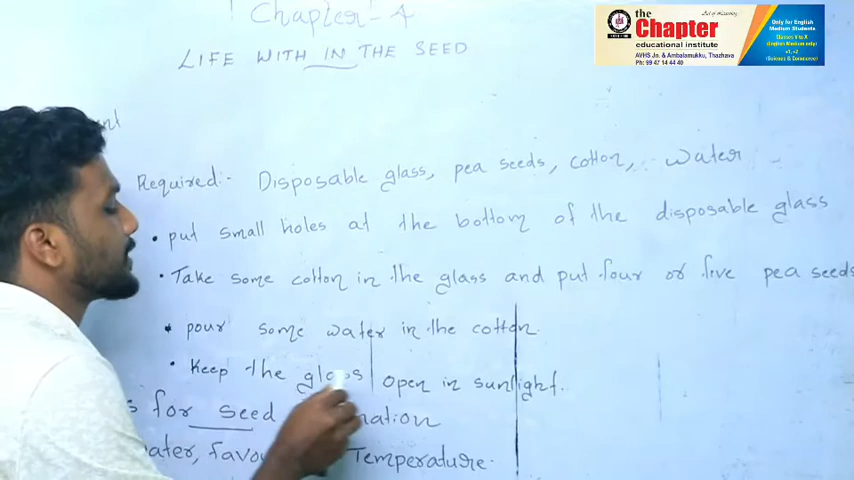 Chapter - 4
LIFE WITH IN THE SEED
the
Chapter
educational institute
AVHS Jn. & Ambalamukku, Thazhava
Ph: 99 47 14 44 40
Only for English
Medium Students
Classes V to X
(English Medium only)
+1, +2
(Science & Commerce)
Required:- Disposable glass, pea seeds, cotton, water
• put small holes at the bottom of the disposable glass
• Take some cotton in the glass and put four or five pea seeds
• pour some water in the cotton.
• Keep the glass open in sunlight.
for seed
Temperature.